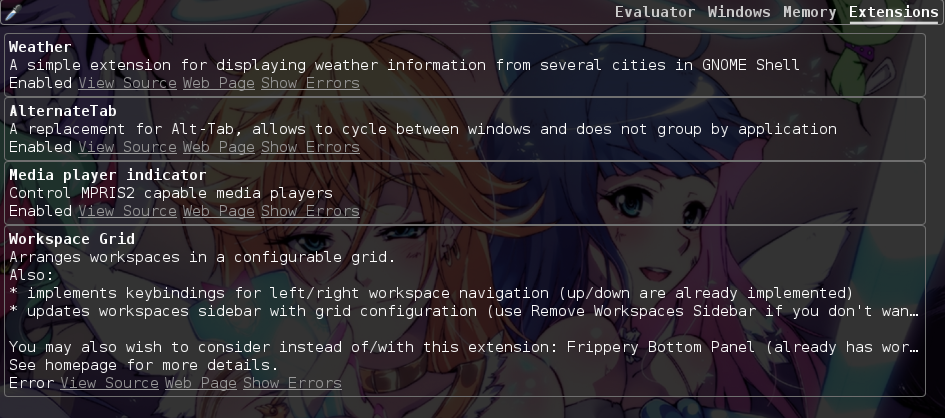 Evaluator Windows Memory Extensions
Weather
A simple extension for displaying weather information from several cities in GNOME Shell
Enabled View Source Web Page Show Errors
AlternateTab
A replacement for Alt-Tab, allows to cycle between windows and does not group by application
Enabled View Source Web Page Show Errors
Media player indicator
Control MPRIS2 capable media players
Enabled View Source Web Page Show Errors
Workspace Grid
Arranges workspaces in a configurable grid.
Also:
* implements keybindings for left/right workspace navigation (up/down are already implemented)
* updates workspaces sidebar with grid configuration (use Remove Workspaces Sidebar if you don't wan…
You may also wish to consider instead of/with this extension: Frippery Bottom Panel (already has wor…
See homepage for more details.
Error View Source Web Page Show Errors